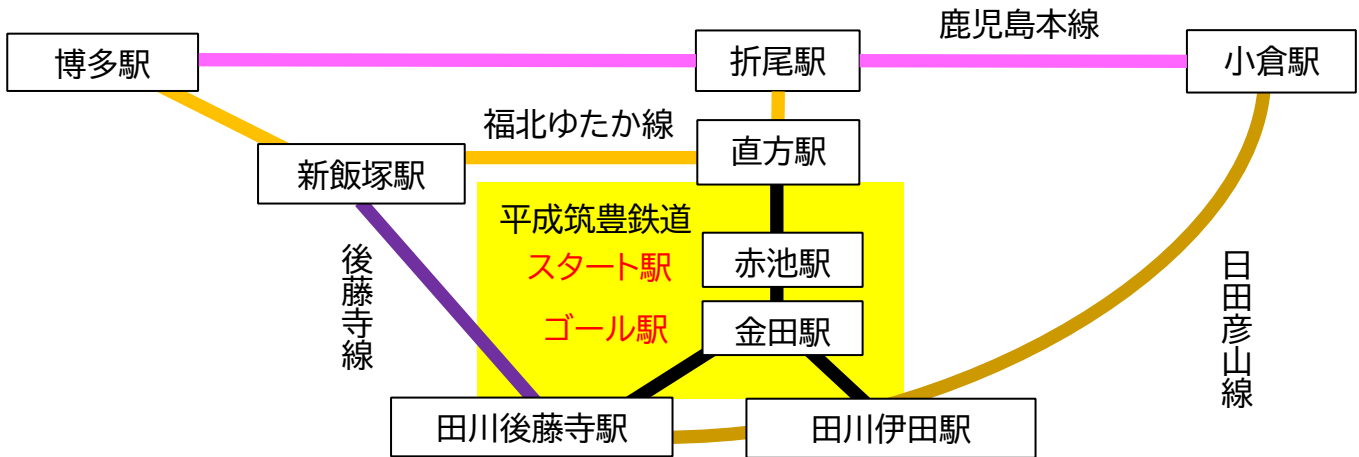 鹿児島本線
博多駅
折尾駅
小倉駅
福北ゆたか線
直方駅
新飯塚駅
平成筑豊鉄道
スタート駅
赤池駅
後藤寺線
日田彦山線
ゴール駅
金田駅
田川後藤寺駅
田川伊田駅